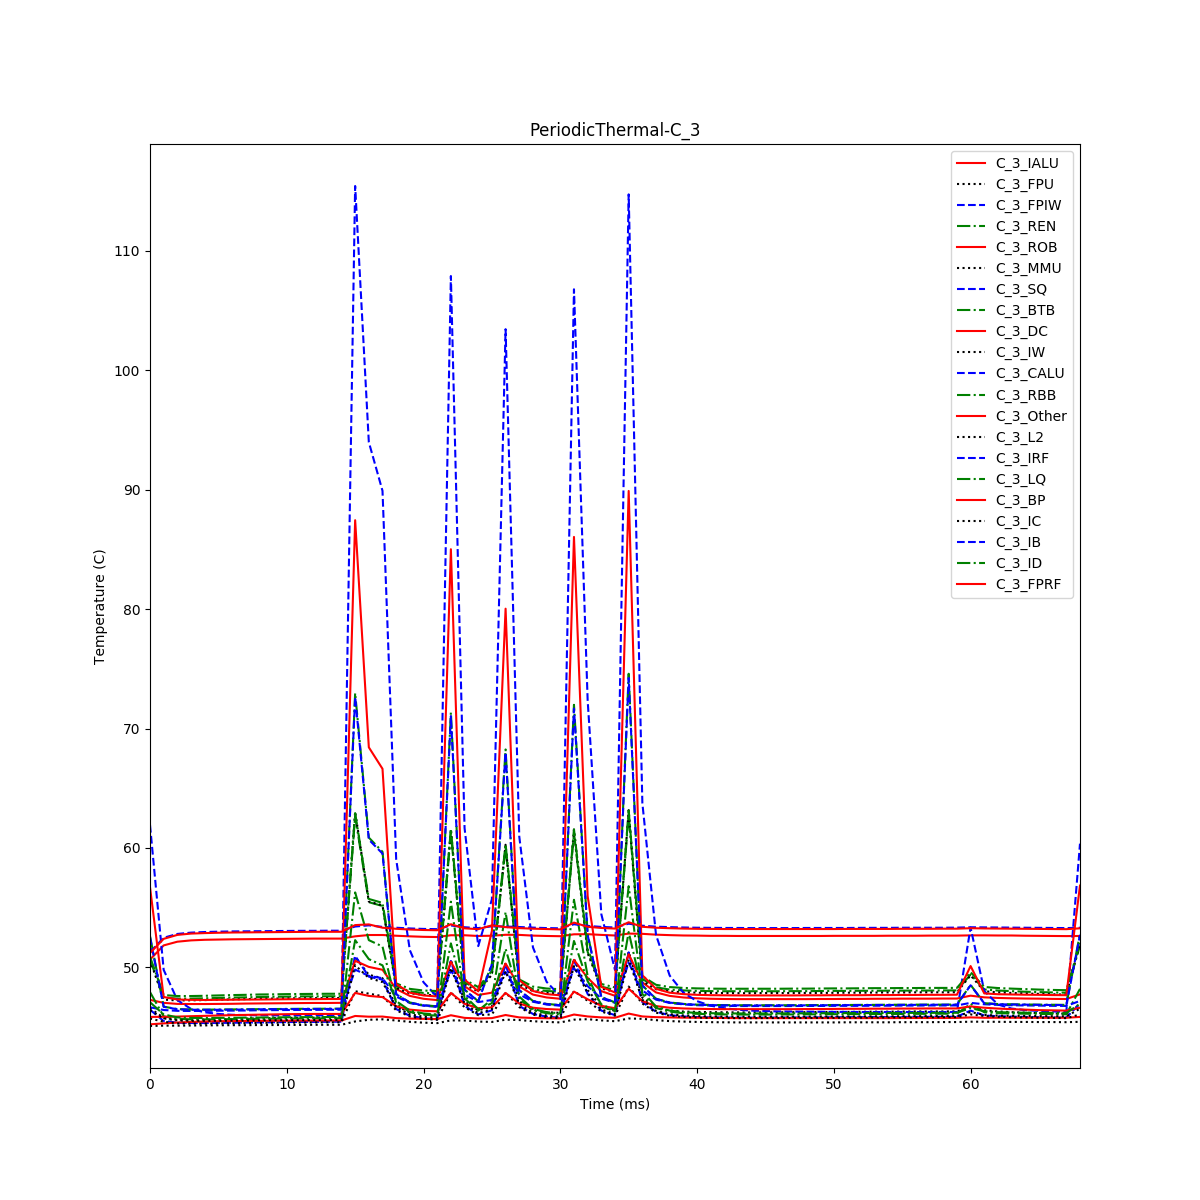 PeriodicThermal-C_3
C_3_IALU
C_3_FPU
C_3_FPIW
C_3_REN
C_3_ROB
C_3_MMU
C_3_SQ
C_3_BTB
C_3_DC
C_3_IW
C_3_CALU
C_3_RBB
C_3_Other
C_3_L2
C_3_IRF
C_3_LQ
C_3_BP
C_3_IC
C_3_IB
C_3_ID
C_3_FPRF
Temperature (C)
110
100
90
80
70
60
50
0 10 20 30 40 50 60
Time (ms)